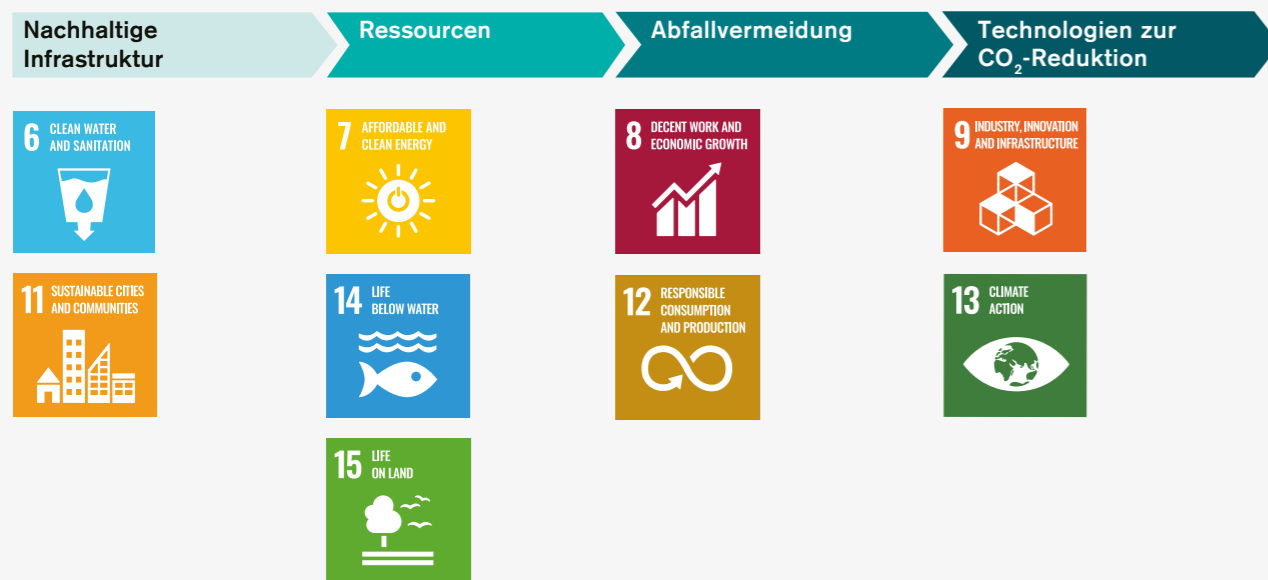 Nachhaltige
Infrastruktur
Ressourcen
Abfallvermeidung
Technologien zur
CO₂-Reduktion
6 CLEAN WATER
AND SANITATION
7 AFFORDABLE AND
CLEAN ENERGY
8 DECENT WORK AND
ECONOMIC GROWTH
9 INDUSTRY, INNOVATION
AND INFRASTRUCTURE
11 SUSTAINABLE CITIES
AND COMMUNITIES
14 LIFE
BELOW WATER
12 RESPONSIBLE
CONSUMPTION
AND PRODUCTION
13 CLIMATE
ACTION
15 LIFE
ON LAND